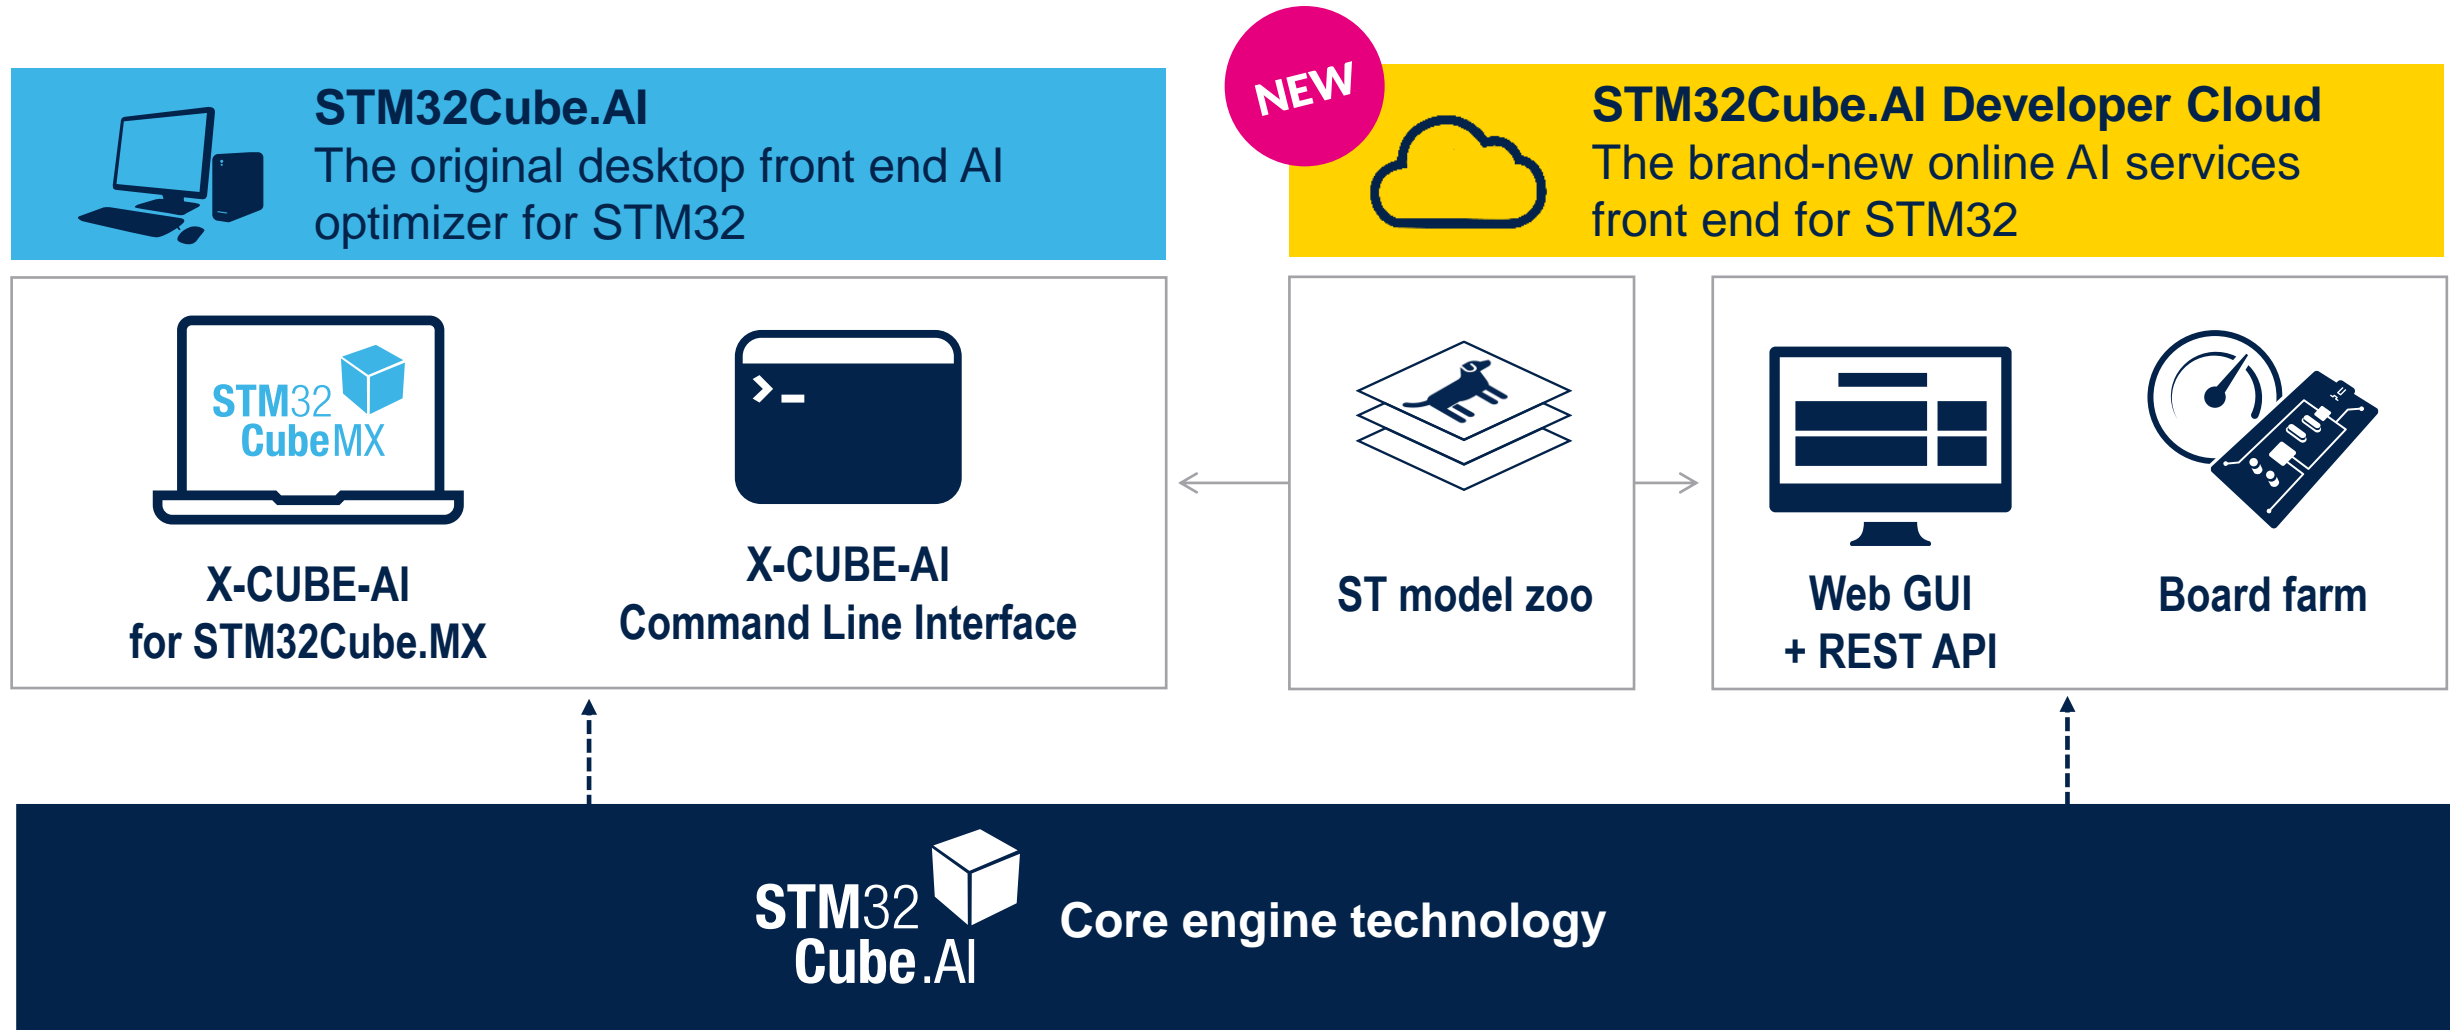 NEW
STM32Cube.AI
The original desktop front end AI
optimizer for STM32
STM32Cube.AI Developer Cloud
The brand-new online AI services
front end for STM32
STM32
CubeMX
X-CUBE-AI
for STM32Cube.MX
>_
X-CUBE-AI
Command Line Interface
ST model zoo
Web GUI
+ REST API
Board farm
STM32
Cube.AI
Core engine technology